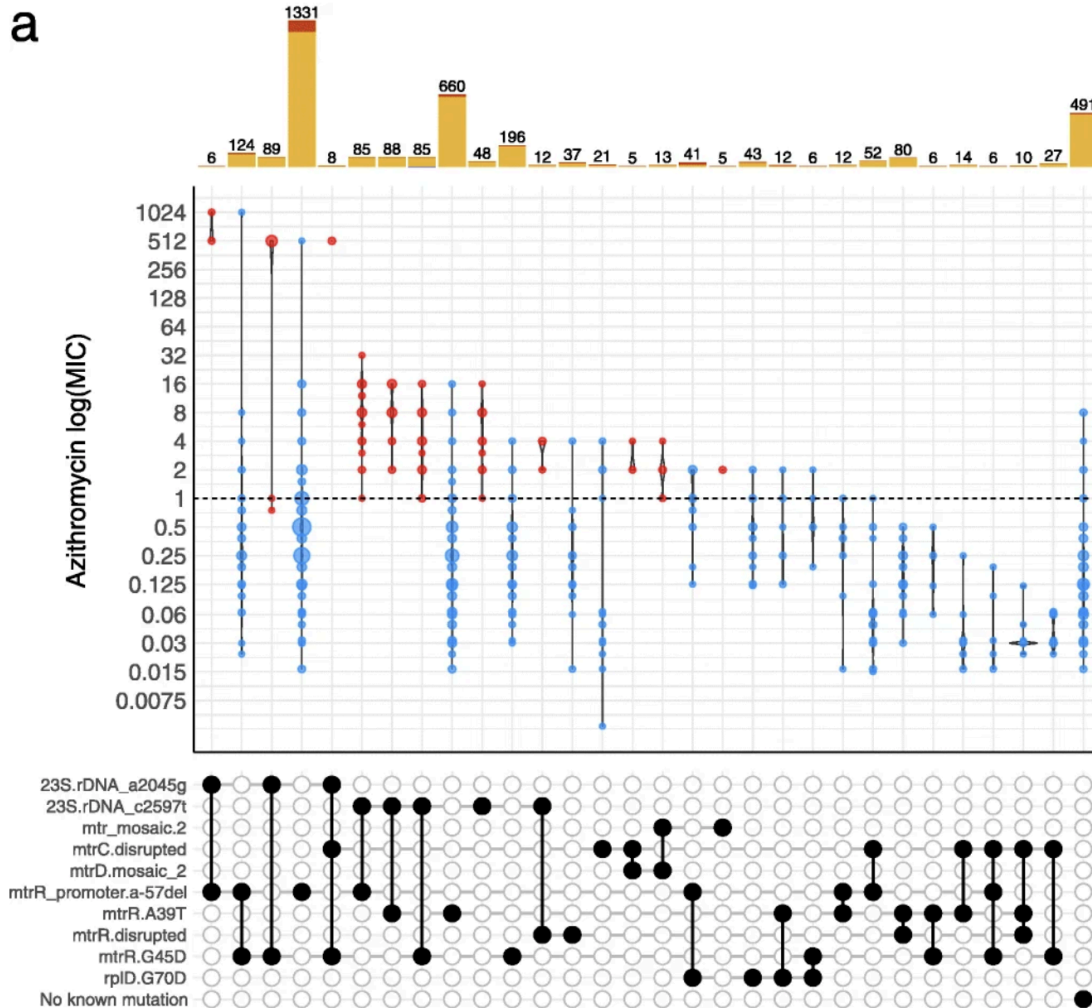 a
1331
660
491
196
6 124 89 8 85 88 85 48 12 37 21 5 13 41 5 43 12 6 12 52 80 6 14 6 10 27
Azithromycin log(MIC)
1024
512
256
128
64
32
16
8
4
2
1
0.5
0.25
0.125
0.06
0.03
0.015
0.0075
23S.rDNA_a2045g
23S.rDNA_c2597t
mtr_mosaic.2
mtrC.disrupted
mtrD.mosaic_2
mtrR_promoter.a-57del
mtrR.A39T
mtrR.disrupted
mtrR.G45D
rplD.G70D
No known mutation